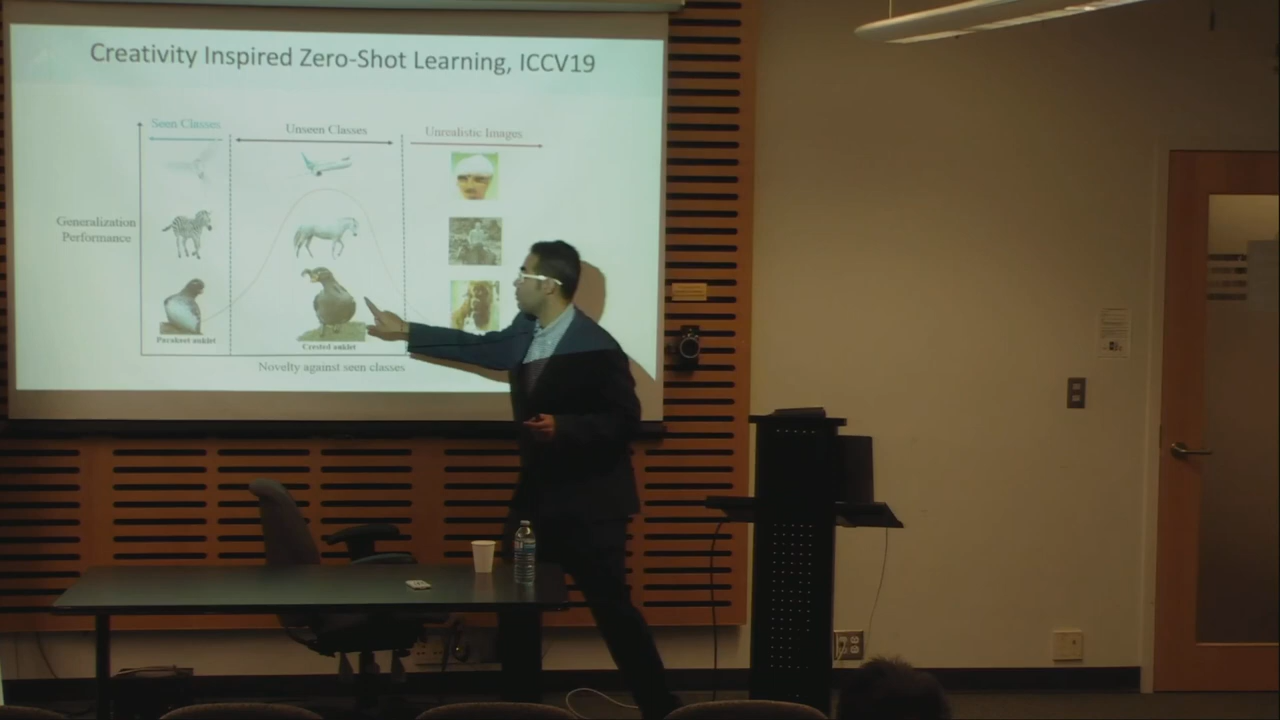 Creativity Inspired Zero-Shot Learning, ICCV19
Seen Classes
Unseen Classes
Unrealistic Images
Generalization
Performance
Parakeet auklet
Crested auklet
Novelty against seen classes